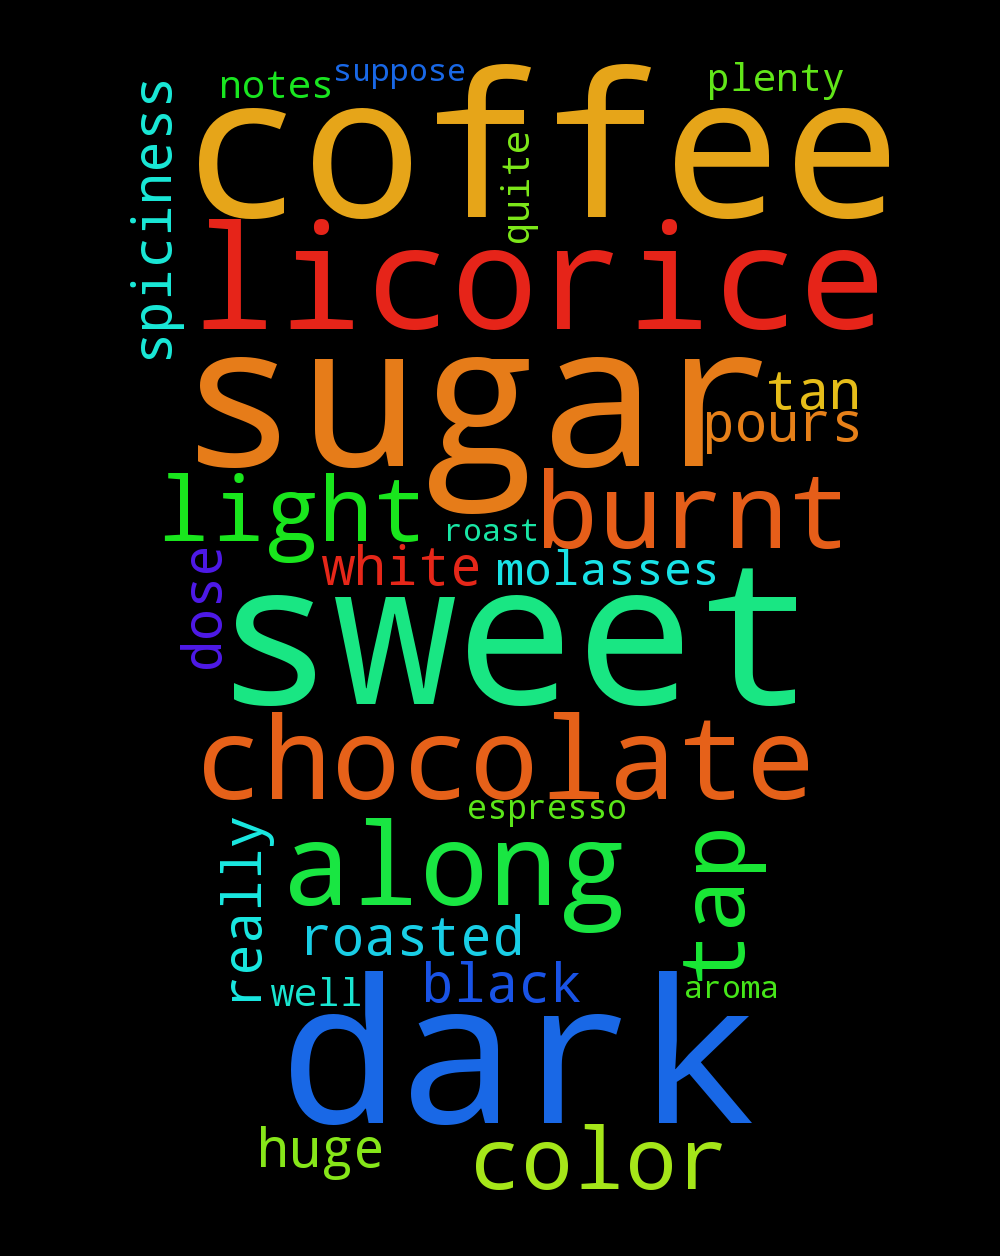 suppose
notes
plenty
coffee
spiciness
quite
licorice
sugar
tan
pours
light
burnt
roast
white
molasses
dose
sweet
chocolate
espresso
along
tap
really
roasted
black
well
aroma
dark
huge
color